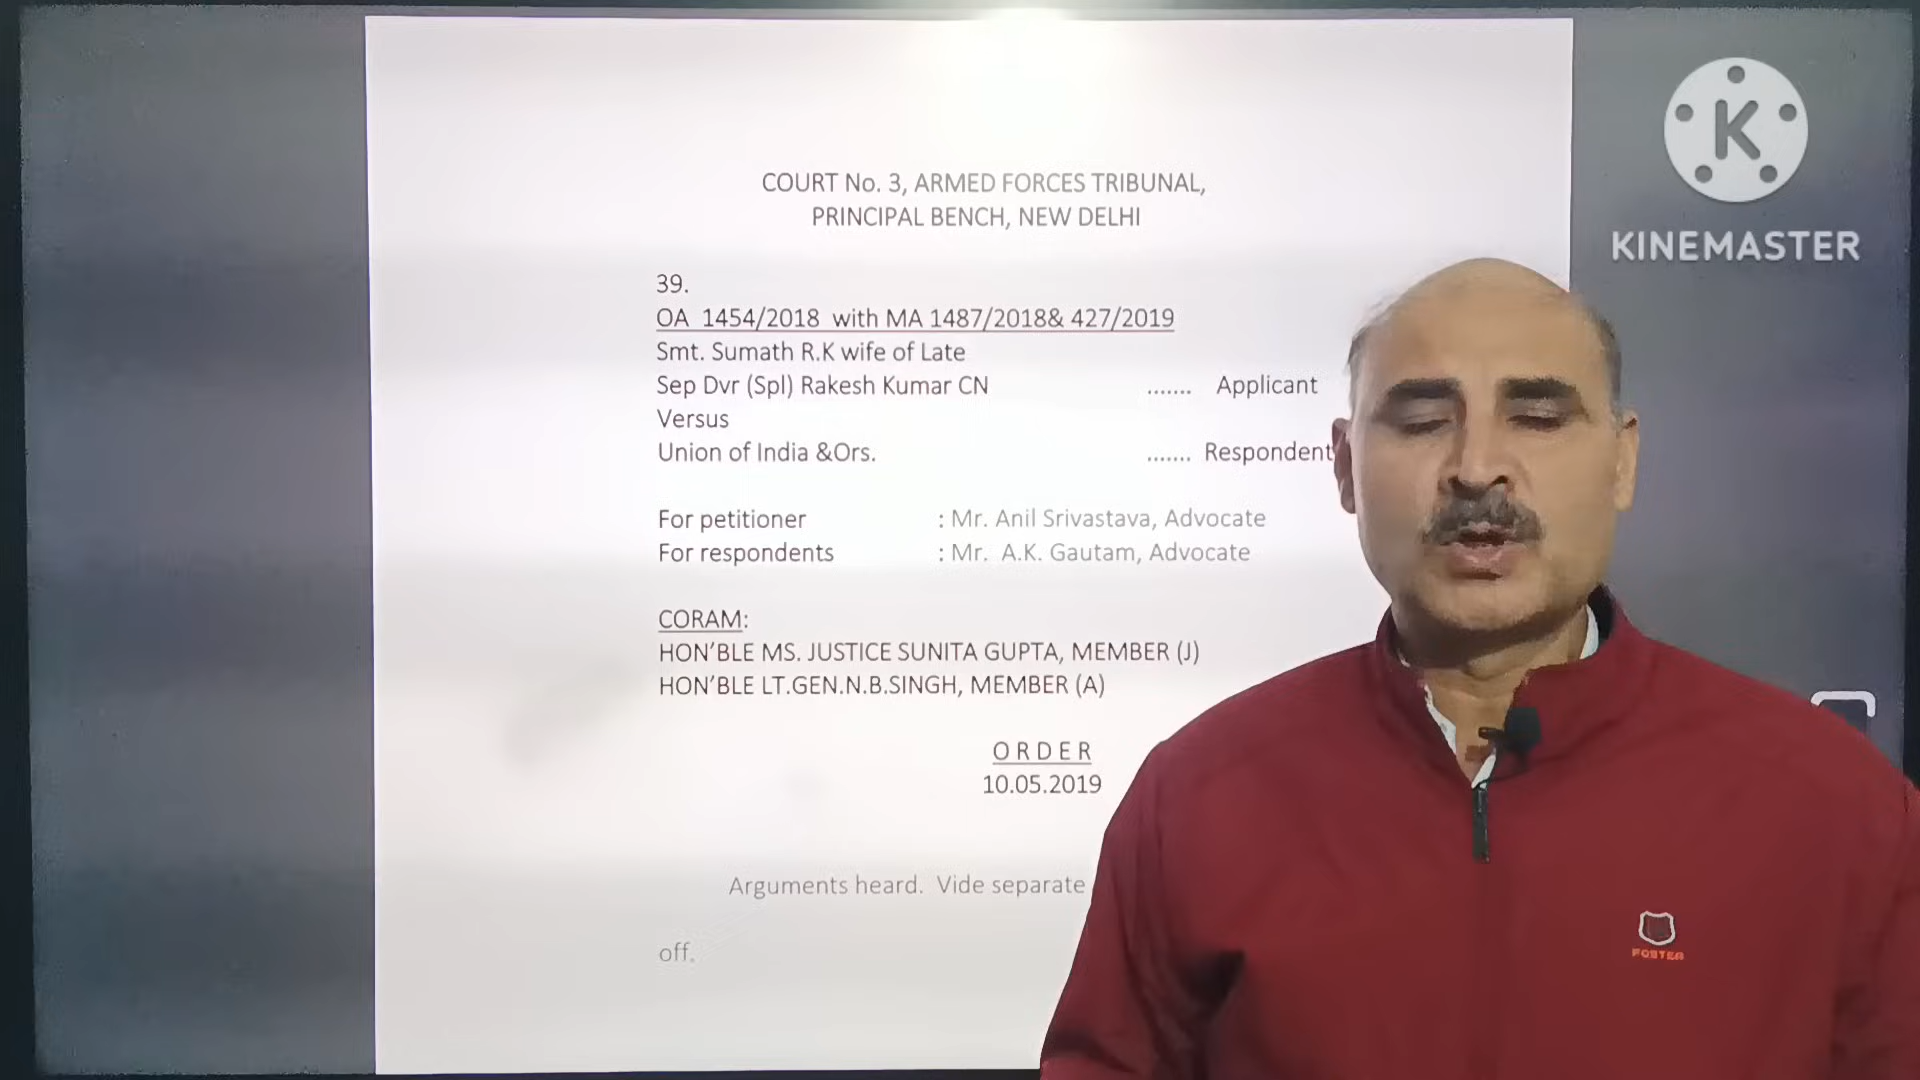 COURT No. 3, ARMED FORCES TRIBUNAL,
PRINCIPAL BENCH, NEW DELHI
39.
OA 1454/2018 with MA 1487/2018& 427/2019
Smt. Sumath R.K wife of Late
Sep Dvr (Spl) Rakesh Kumar CN ....... Applicant
Versus
Union of India &Ors. ....... Respondent
For petitioner : Mr. Anil Srivastava, Advocate
For respondents : Mr. A.K. Gautam, Advocate
CORAM:
HON'BLE MS. JUSTICE SUNITA GUPTA, MEMBER (J)
HON'BLE LT.GEN.N.B.SINGH, MEMBER (A)
O R D E R
10.05.2019
Arguments heard. Vide separate
off.
K
KINEMASTER
FOSTER